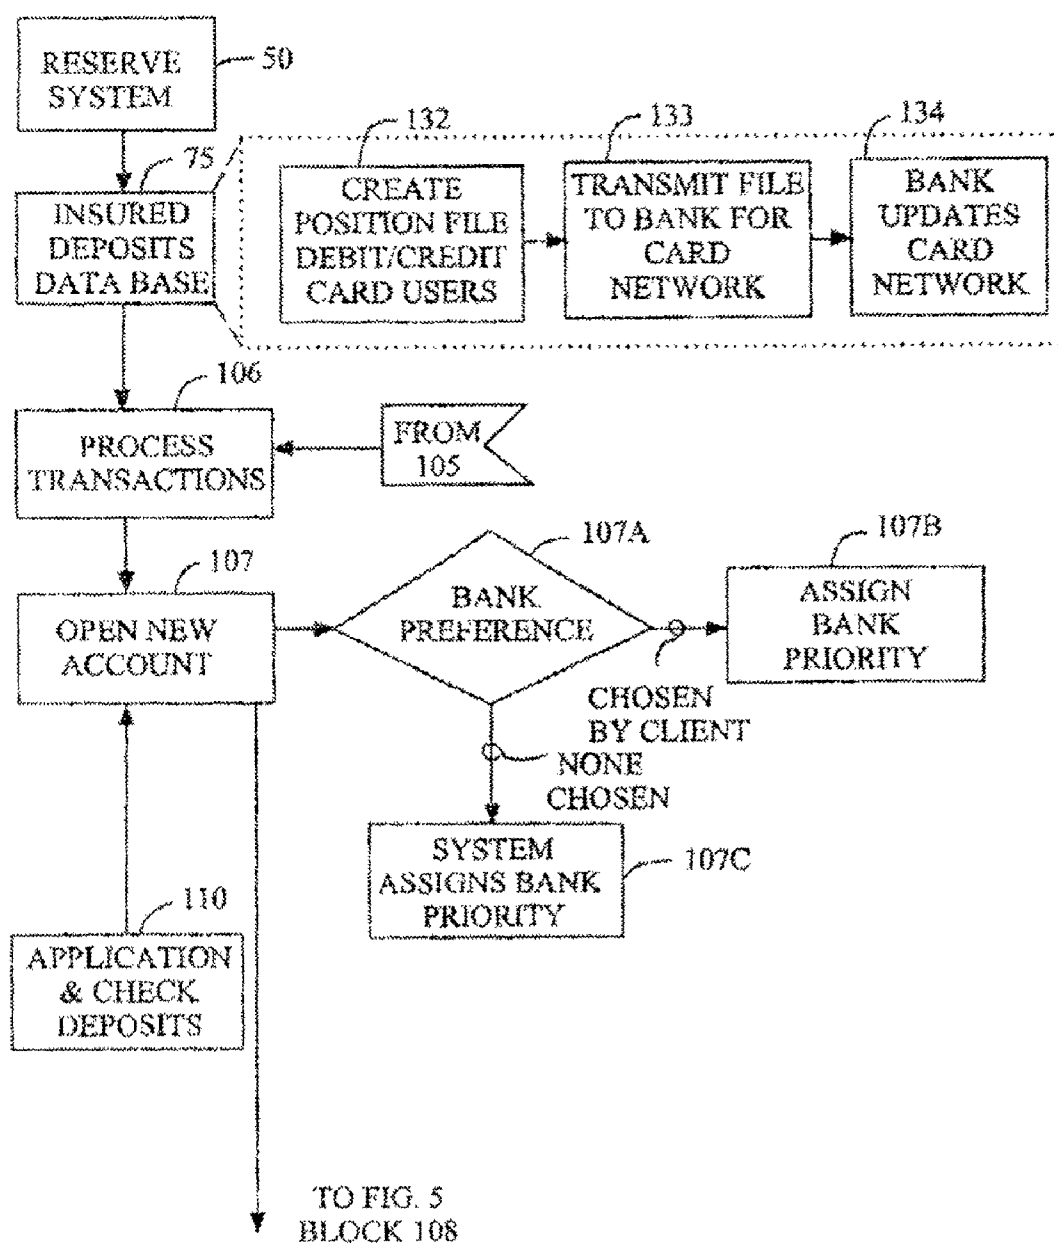 RESERVE
SYSTEM
50
75
INSURED
DEPOSITS
DATA BASE
132
CREATE
POSITION FILE
DEBIT/CREDIT
CARD USERS
133
TRANSMIT FILE
TO BANK FOR
CARD
NETWORK
134
BANK
UPDATES
CARD
NETWORK
106
PROCESS
TRANSACTIONS
FROM
105
107
OPEN NEW
ACCOUNT
107A
BANK
PREFERENCE
107B
ASSIGN
BANK
PRIORITY
CHOSEN
BY CLIENT
NONE
CHOSEN
SYSTEM
ASSIGNS BANK
PRIORITY
107C
110
APPLICATION
& CHECK
DEPOSITS
TO FIG. 5
BLOCK 108